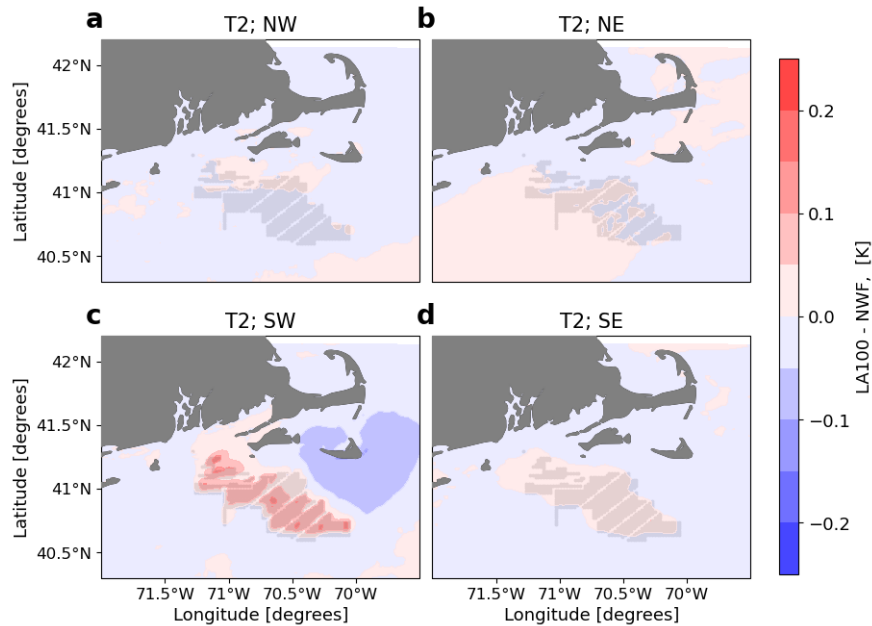 a
T2; NW
b
T2; NE
42°N
41.5°N
41°N
40.5°N
Latitude [degrees]
c
T2; SW
d
T2; SE
42°N
41.5°N
41°N
40.5°N
Latitude [degrees]
71.5°W 71°W 70.5°W 70°W
Longitude [degrees]
71.5°W 71°W 70.5°W 70°W
Longitude [degrees]
0.2
0.1
0.0
−0.1
−0.2
LA100 - NWF, [K]